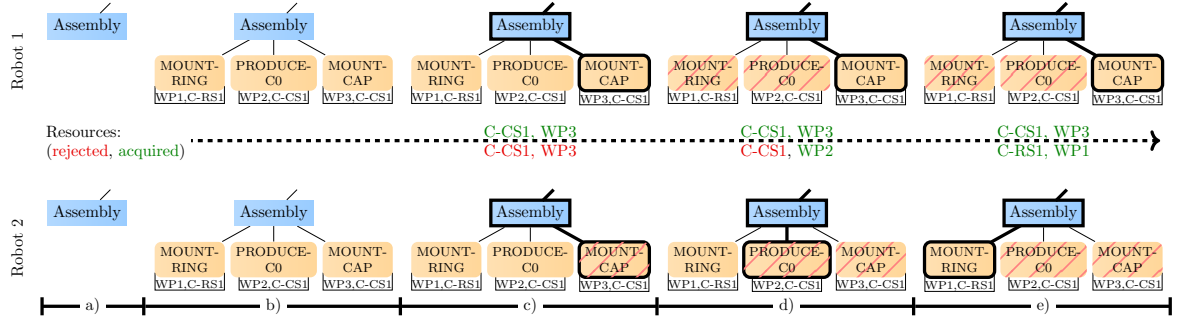 Robot 1
Assembly
Assembly
Assembly
Assembly
Assembly
MOUNT-
RING
PRODUCE-
C0
MOUNT-
CAP
MOUNT-
RING
PRODUCE-
C0
MOUNT-
CAP
MOUNT-
RING
PRODUCE-
C0
MOUNT-
CAP
MOUNT-
RING
PRODUCE-
C0
MOUNT-
CAP
WP1,C-RS1
WP2,C-CS1
WP3,C-CS1
WP1,C-RS1
WP2,C-CS1
WP3,C-CS1
WP1,C-RS1
WP2,C-CS1
WP3,C-CS1
WP1,C-RS1
WP2,C-CS1
WP3,C-CS1
Resources:
(rejected, acquired)
C-CS1, WP3
C-CS1, WP3
C-CS1, WP3
C-CS1, WP2
C-CS1, WP3
C-RS1, WP1
Robot 2
Assembly
Assembly
Assembly
Assembly
Assembly
MOUNT-
RING
PRODUCE-
C0
MOUNT-
CAP
MOUNT-
RING
PRODUCE-
C0
MOUNT-
CAP
MOUNT-
RING
PRODUCE-
C0
MOUNT-
CAP
MOUNT-
RING
PRODUCE-
C0
MOUNT-
CAP
WP1,C-RS1
WP2,C-CS1
WP3,C-CS1
WP1,C-RS1
WP2,C-CS1
WP3,C-CS1
WP1,C-RS1
WP2,C-CS1
WP3,C-CS1
WP1,C-RS1
WP2,C-CS1
WP3,C-CS1
a)
b)
c)
d)
e)